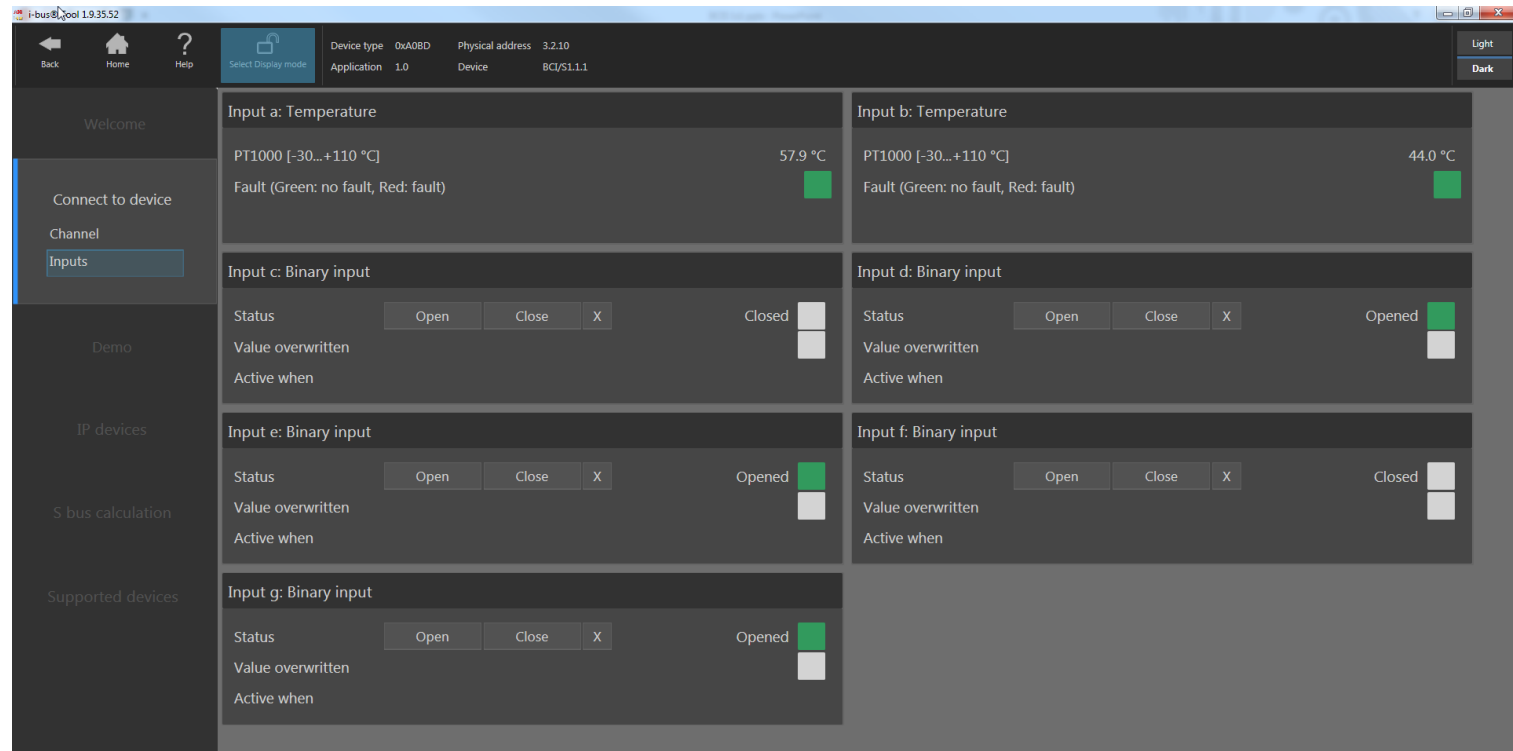 i-bus® Tool 1.9.35.52
Back Home Help Select Display mode
Device type 0xA0BD Physical address 3.2.10
Application 1.0 Device BCI/S1.1.1
Light
Dark
Welcome
Connect to device
Channel
Inputs
Demo
IP devices
S bus calculation
Supported devices
Input a: Temperature
PT1000 [-30...+110 °C] 57.9 °C
Fault (Green: no fault, Red: fault)
Input b: Temperature
PT1000 [-30...+110 °C] 44.0 °C
Fault (Green: no fault, Red: fault)
Input c: Binary input
Status Open Close X Closed
Value overwritten
Active when
Input d: Binary input
Status Open Close X Opened
Value overwritten
Active when
Input e: Binary input
Status Open Close X Opened
Value overwritten
Active when
Input f: Binary input
Status Open Close X Closed
Value overwritten
Active when
Input g: Binary input
Status Open Close X Opened
Value overwritten
Active when